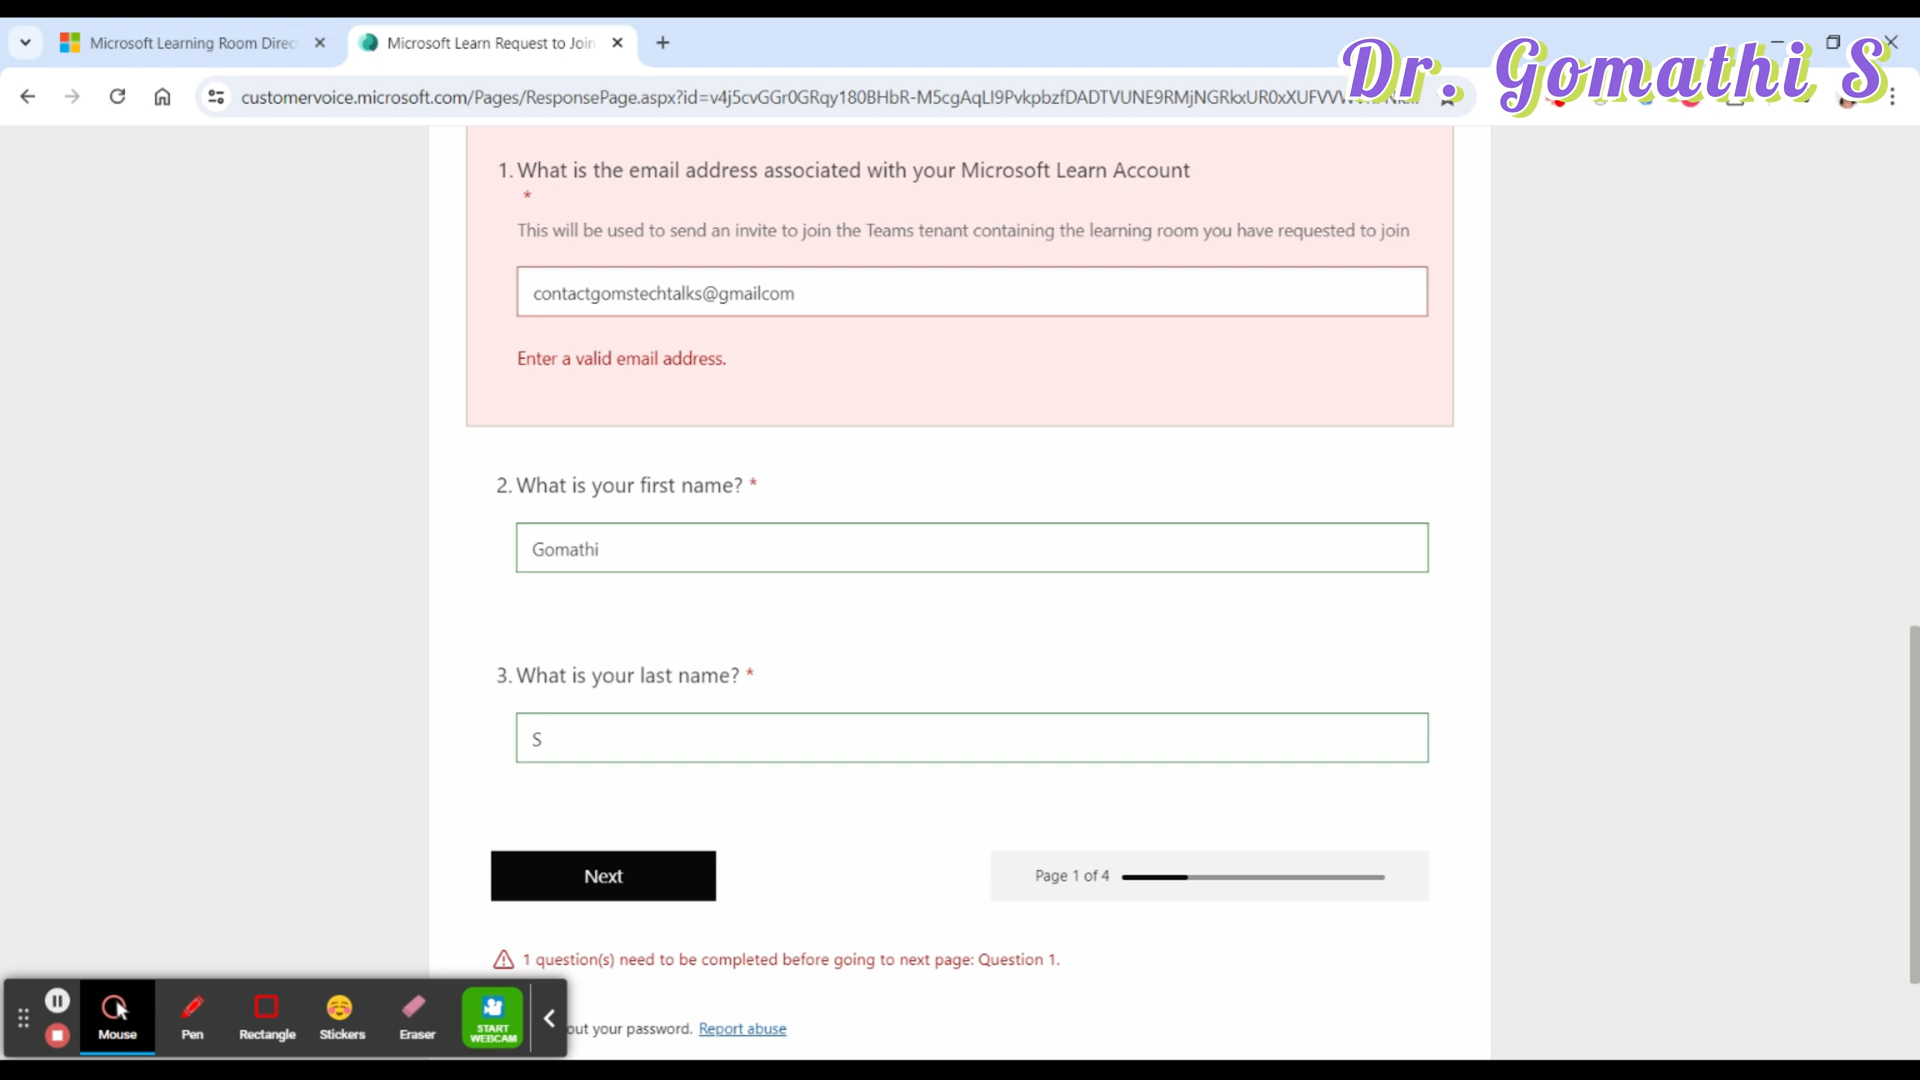 Microsoft Learning Room Direc
Microsoft Learn Request to Join
Dr. Gomathi S
customervoice.microsoft.com/Pages/ResponsePage.aspx?id=v4j5cvGGr0GRqy180BHbR-M5cgAqLI9PvkpbzfDADTVUNE9RMjNGRkxUR0xXUFVV
1. What is the email address associated with your Microsoft Learn Account
*
This will be used to send an invite to join the Teams tenant containing the learning room you have requested to join
contactgomstechtalks@gmailcom
Enter a valid email address.
2. What is your first name? *
Gomathi
3. What is your last name? *
S
Next
Page 1 of 4
1 question(s) need to be completed before going to next page: Question 1.
out your password. Report abuse
Mouse
Pen
Rectangle
Stickers
Eraser
START
WEBCAM